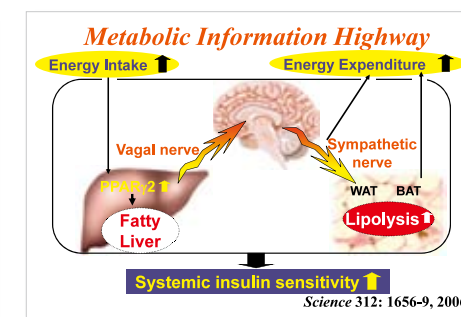 Metabolic Information Highway
Energy Intake ⬆
Energy Expenditure ⬆
Vagal nerve
Sympathetic
nerve
PPARγ2⬆
Fatty
Liver
WAT BAT
Lipolysis⬆
Systemic insulin sensitivity ⬆
Science 312: 1656-9, 2006